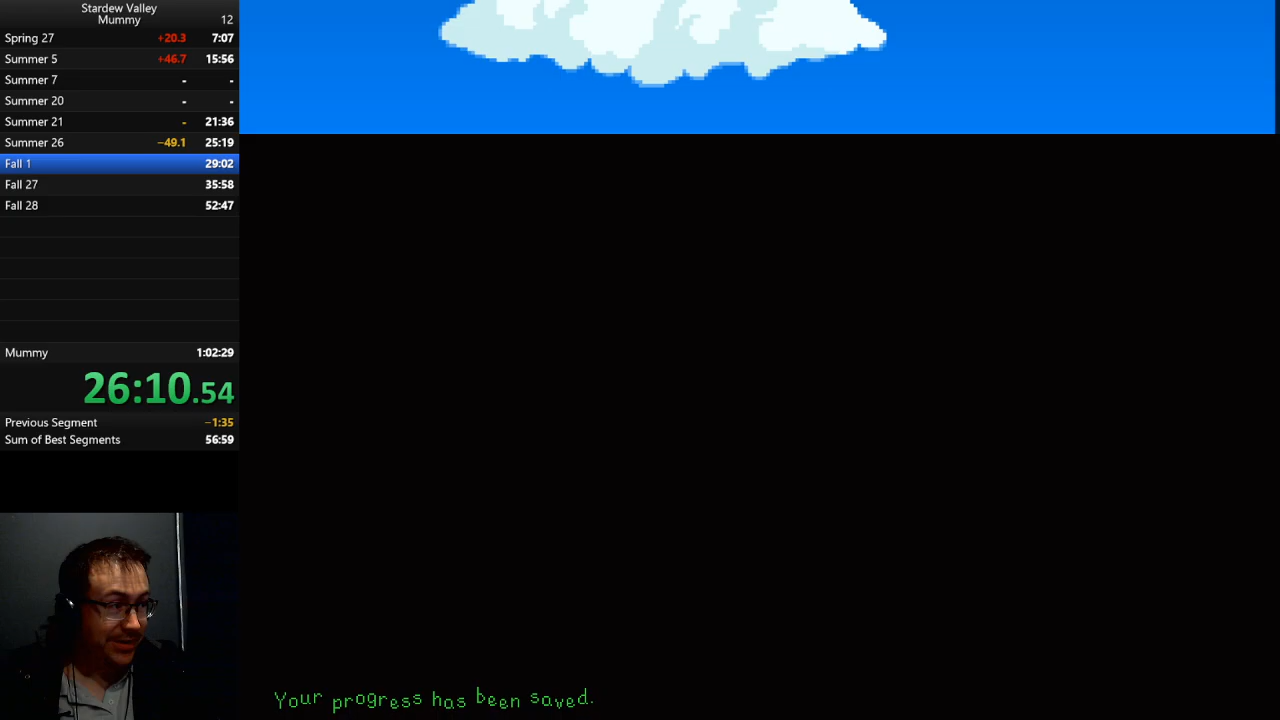 Stardew Valley
Mummy 12
Spring 27 +20.3 7:07
Summer 5 +46.7 15:56
Summer 7 - -
Summer 20 - -
Summer 21 - 21:36
Summer 26 −49.1 25:19
Fall 1 29:02
Fall 27 35:58
Fall 28 52:47
Mummy 1:02:29
26:10.54
Previous Segment −1:35
Sum of Best Segments 56:59
Your progress has been saved.